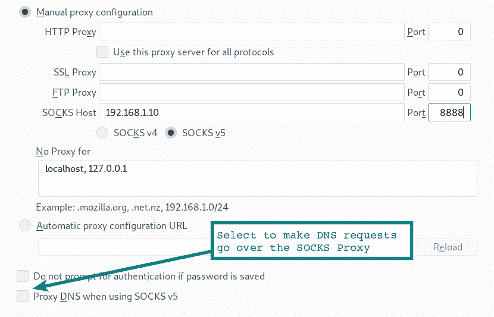 Manual proxy configuration
HTTP Proxy Port 0
Use this proxy server for all protocols
SSL Proxy Port 0
FTP Proxy Port 0
SOCKS Host 192.168.1.10 Port 8888
SOCKS v4 SOCKS v5
No Proxy for
localhost, 127.0.0.1
Example: .mozilla.org, .net.nz, 192.168.1.0/24
Automatic proxy configuration URL
Select to make DNS requests
go over the SOCKS Proxy
Reload
Do not prompt for authentication if password is saved
Proxy DNS when using SOCKS v5